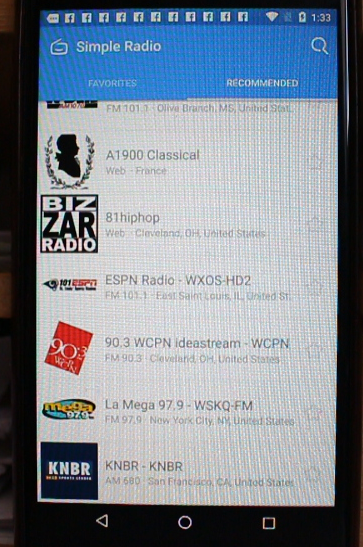 1:33
Simple Radio
FAVORITES
RECOMMENDED
FM 101.1 · Olive Branch, MS, United Stat..
A1900 Classical
Web · France
BIZ
ZAR
RADIO
81hiphop
Web · Cleveland, OH, United States
101 ESPN
ESPN Radio - WXOS-HD2
FM 101.1 · East Saint Louis, IL, United St..
90.3
90.3 WCPN ideastream - WCPN
FM 90.3 · Cleveland, OH, United States
mega
97.9
La Mega 97.9 - WSKQ-FM
FM 97.9 · New York City, NY, United States
KNBR
KNBR - KNBR
AM 680 · San Francisco, CA, United States